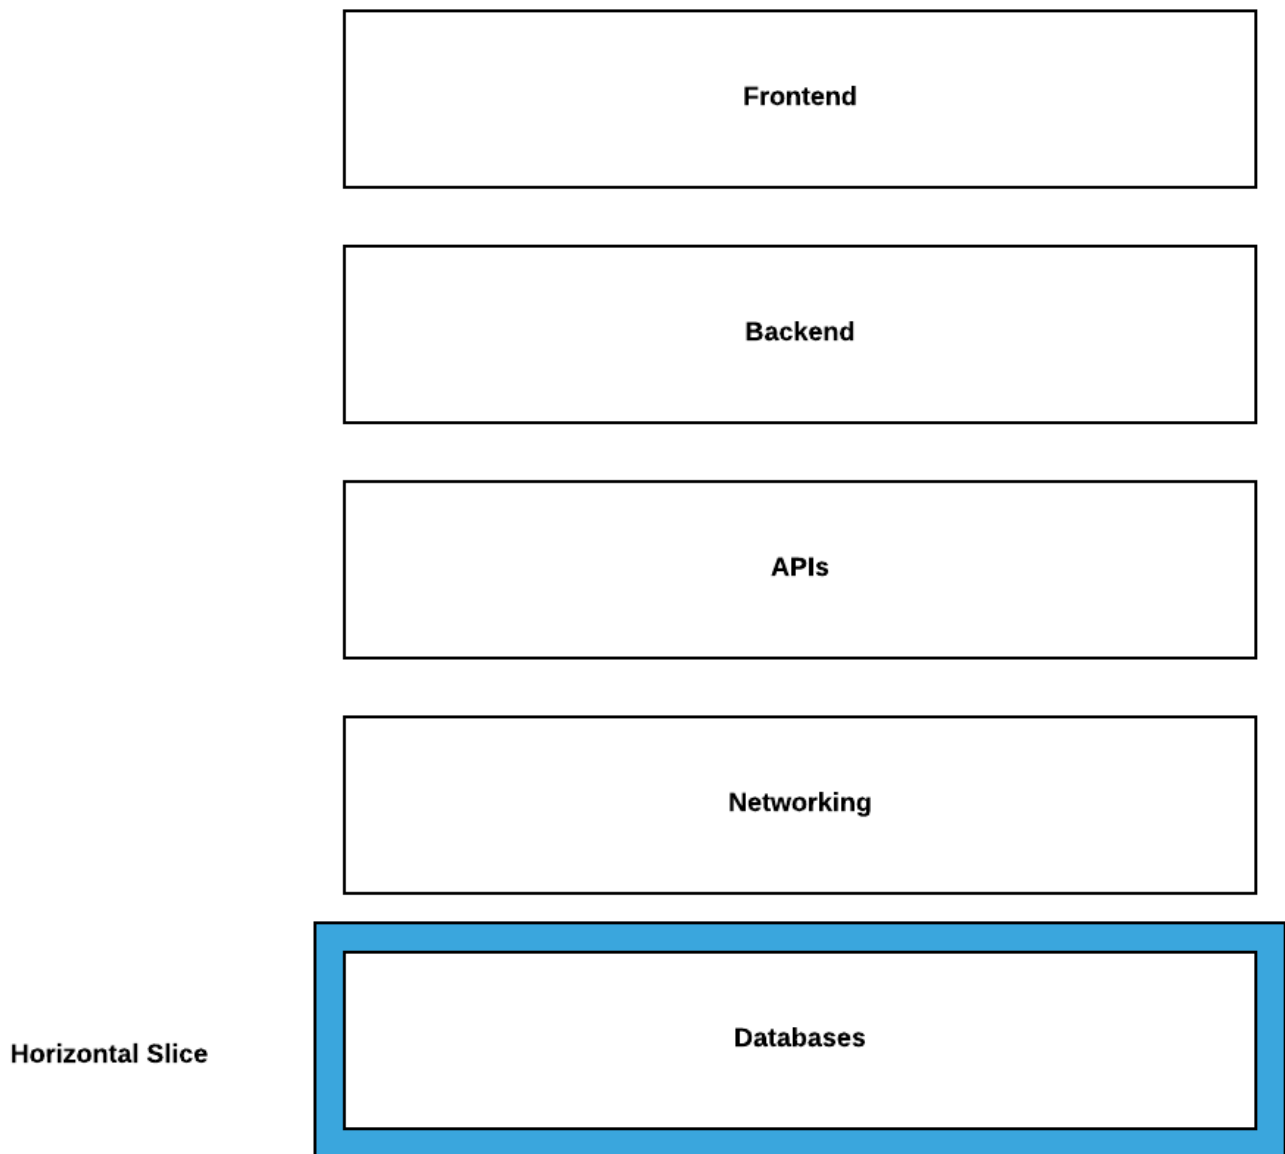 Frontend
Backend
APIs
Networking
Databases
Horizontal Slice